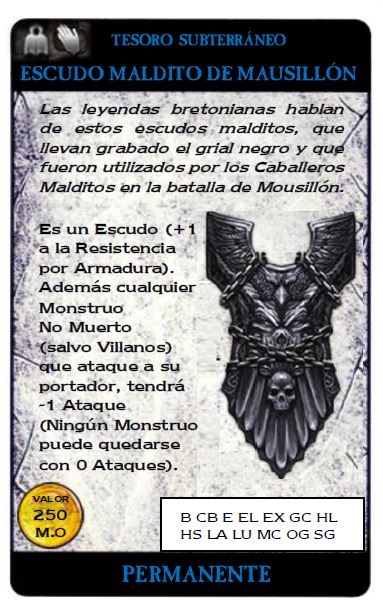 TESORO SUBTERRÁNEO
ESCUDO MALDITO DE MAUSILLÓN
Las leyendas bretonianas hablan
de estos escudos malditos, que
llevan grabado el grial negro y que
fueron utilizados por los Caballeros
Malditos en la batalla de Mousillón.
Es un Escudo (+1
a la Resistencia
por Armadura).
Además cualquier
Monstruo
No Muerto
(salvo Villanos)
que ataque a su
portador, tendrá
-1 Ataque
(Ningún Monstruo
puede quedarse
con 0 Ataques).
VALOR
250
M.O
B CB E EL EX GC HL
HS LA LU MC OG SG
PERMANENTE